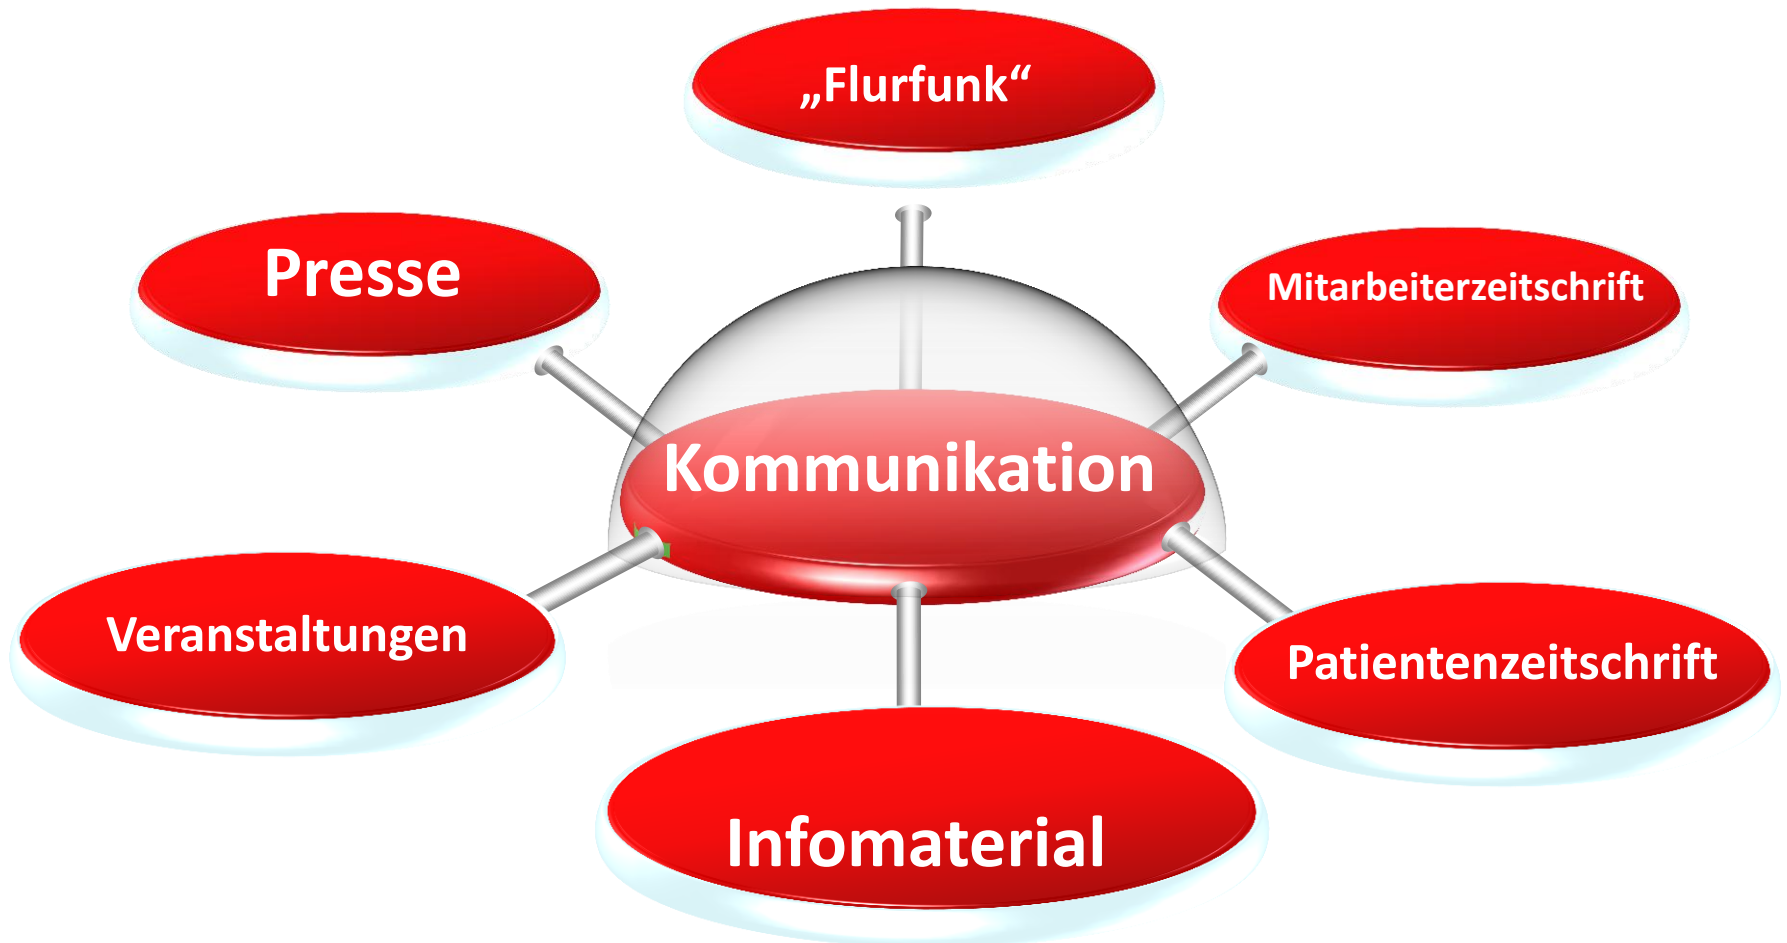 „Flurfunk“
Presse
Mitarbeiterzeitschrift
Kommunikation
Veranstaltungen
Patientenzeitschrift
Infomaterial